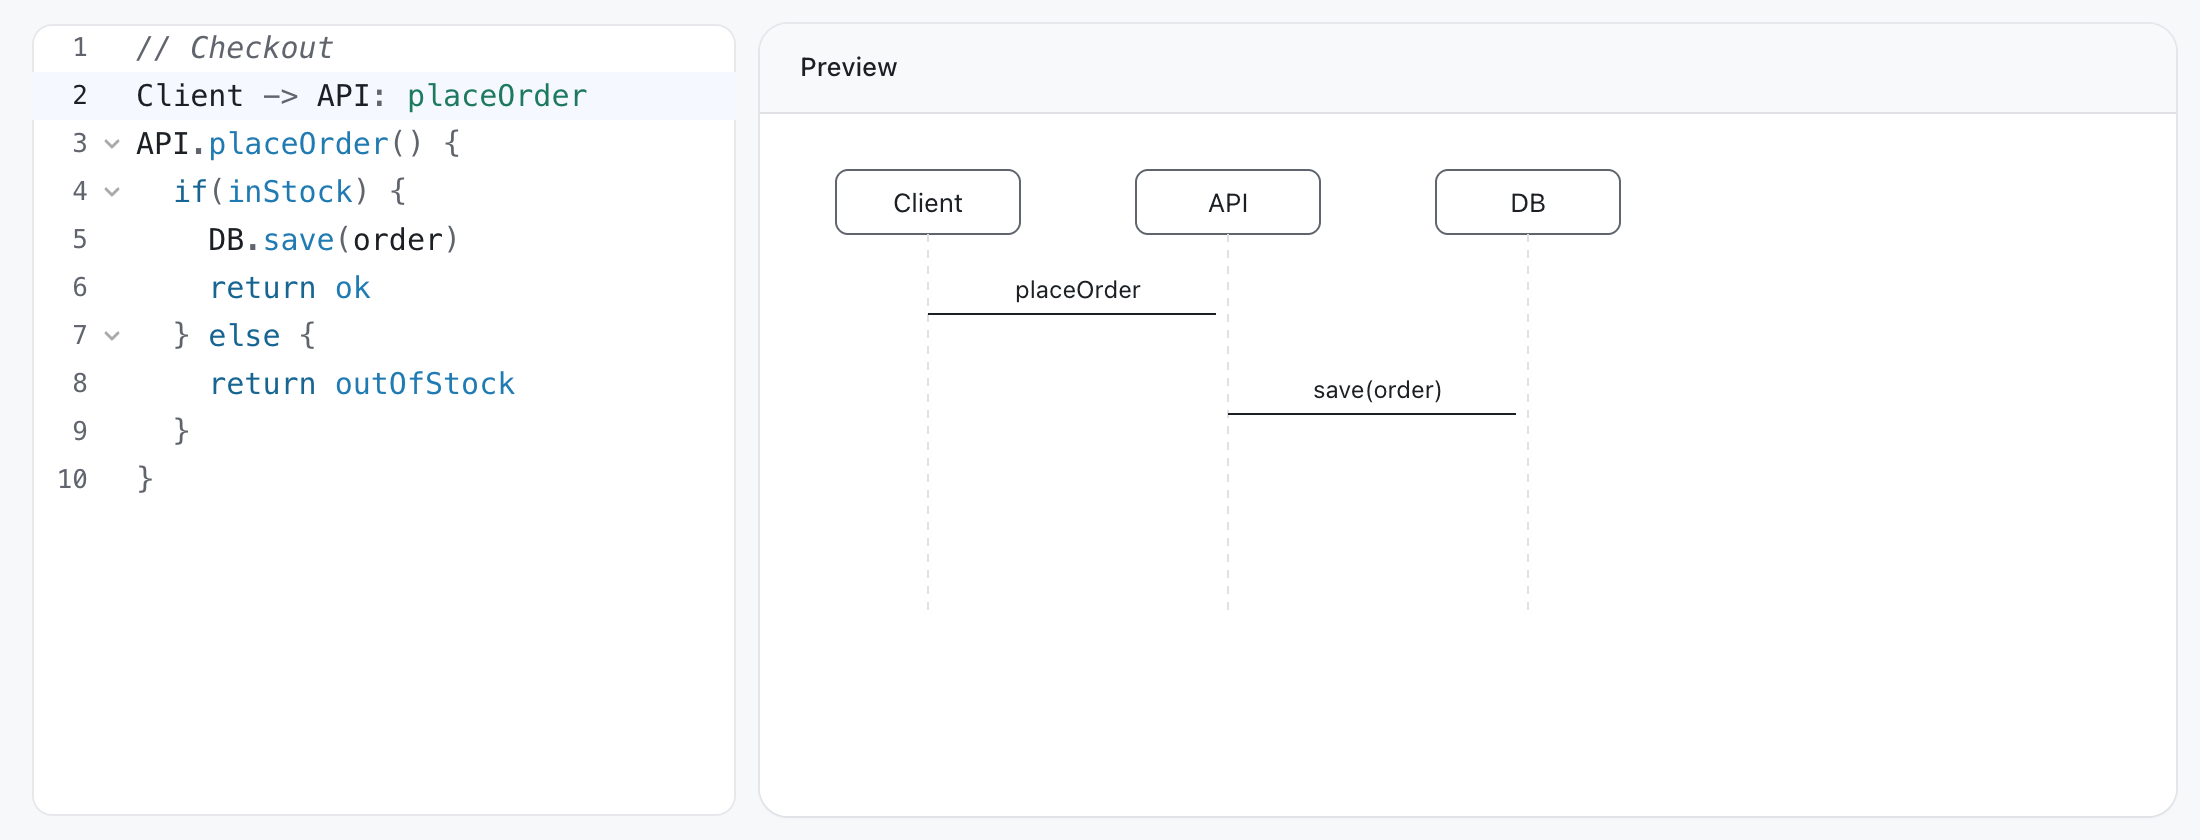 1 // Checkout
2 Client -> API: placeOrder
3 API.placeOrder() {
4 if(inStock) {
5 DB.save(order)
6 return ok
7 } else {
8 return outOfStock
9 }
10 }
Preview
Client API DB
placeOrder
save(order)